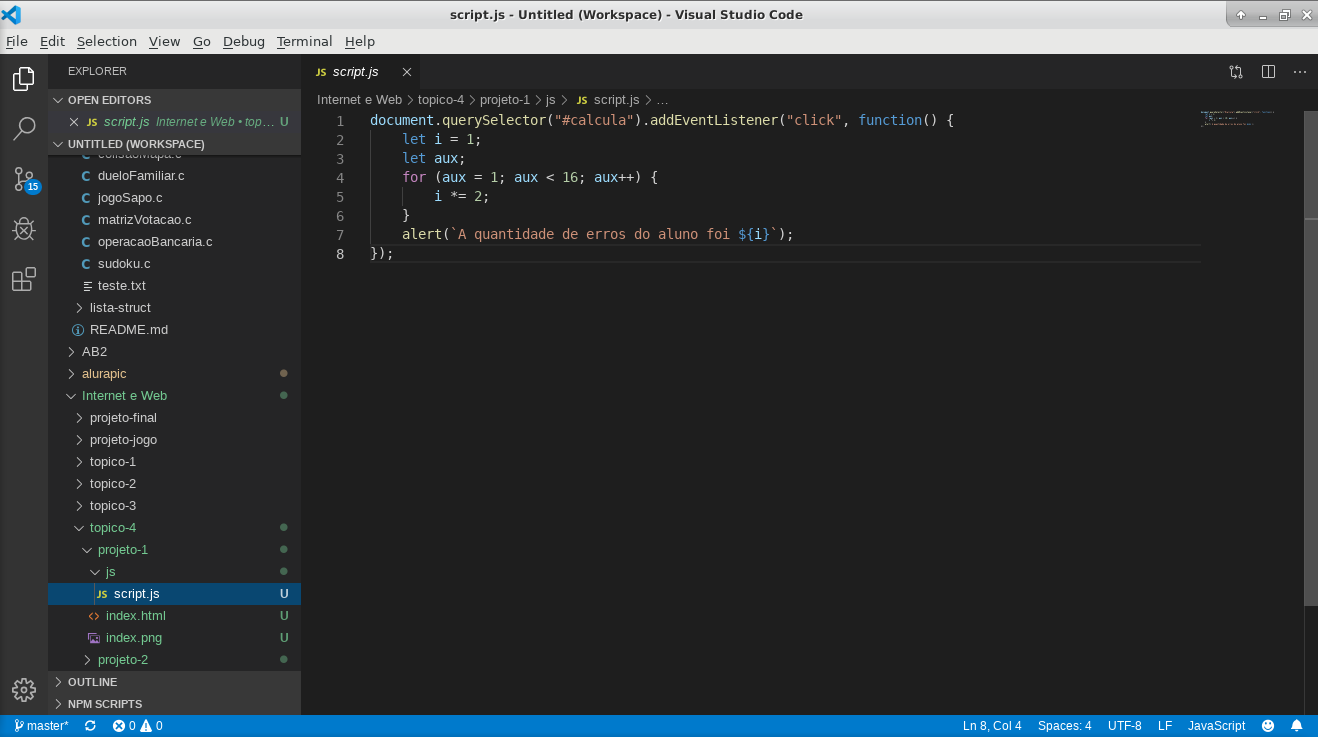 script.js - Untitled (Workspace) - Visual Studio Code
File Edit Selection View Go Debug Terminal Help
EXPLORER
OPEN EDITORS
JS script.js Internet e Web • top... U
UNTITLED (WORKSPACE)
colisaoMapa.c
C dueloFamiliar.c
C jogoSapo.c
C matrizVotacao.c
C operacaoBancaria.c
C sudoku.c
teste.txt
lista-struct
README.md
AB2
alurapic
Internet e Web
projeto-final
projeto-jogo
topico-1
topico-2
topico-3
topico-4
projeto-1
js
JS script.js U
index.html U
index.png U
projeto-2
OUTLINE
NPM SCRIPTS
15
JS script.js
Internet e Web > topico-4 > projeto-1 > js > JS script.js > ...
1 document.querySelector("#calcula").addEventListener("click", function() {
2 let i = 1;
3 let aux;
4 for (aux = 1; aux < 16; aux++) {
5 i *= 2;
6 }
7 alert(`A quantidade de erros do aluno foi ${i}`);
8 });
master* 0 0 Ln 8, Col 4 Spaces: 4 UTF-8 LF JavaScript